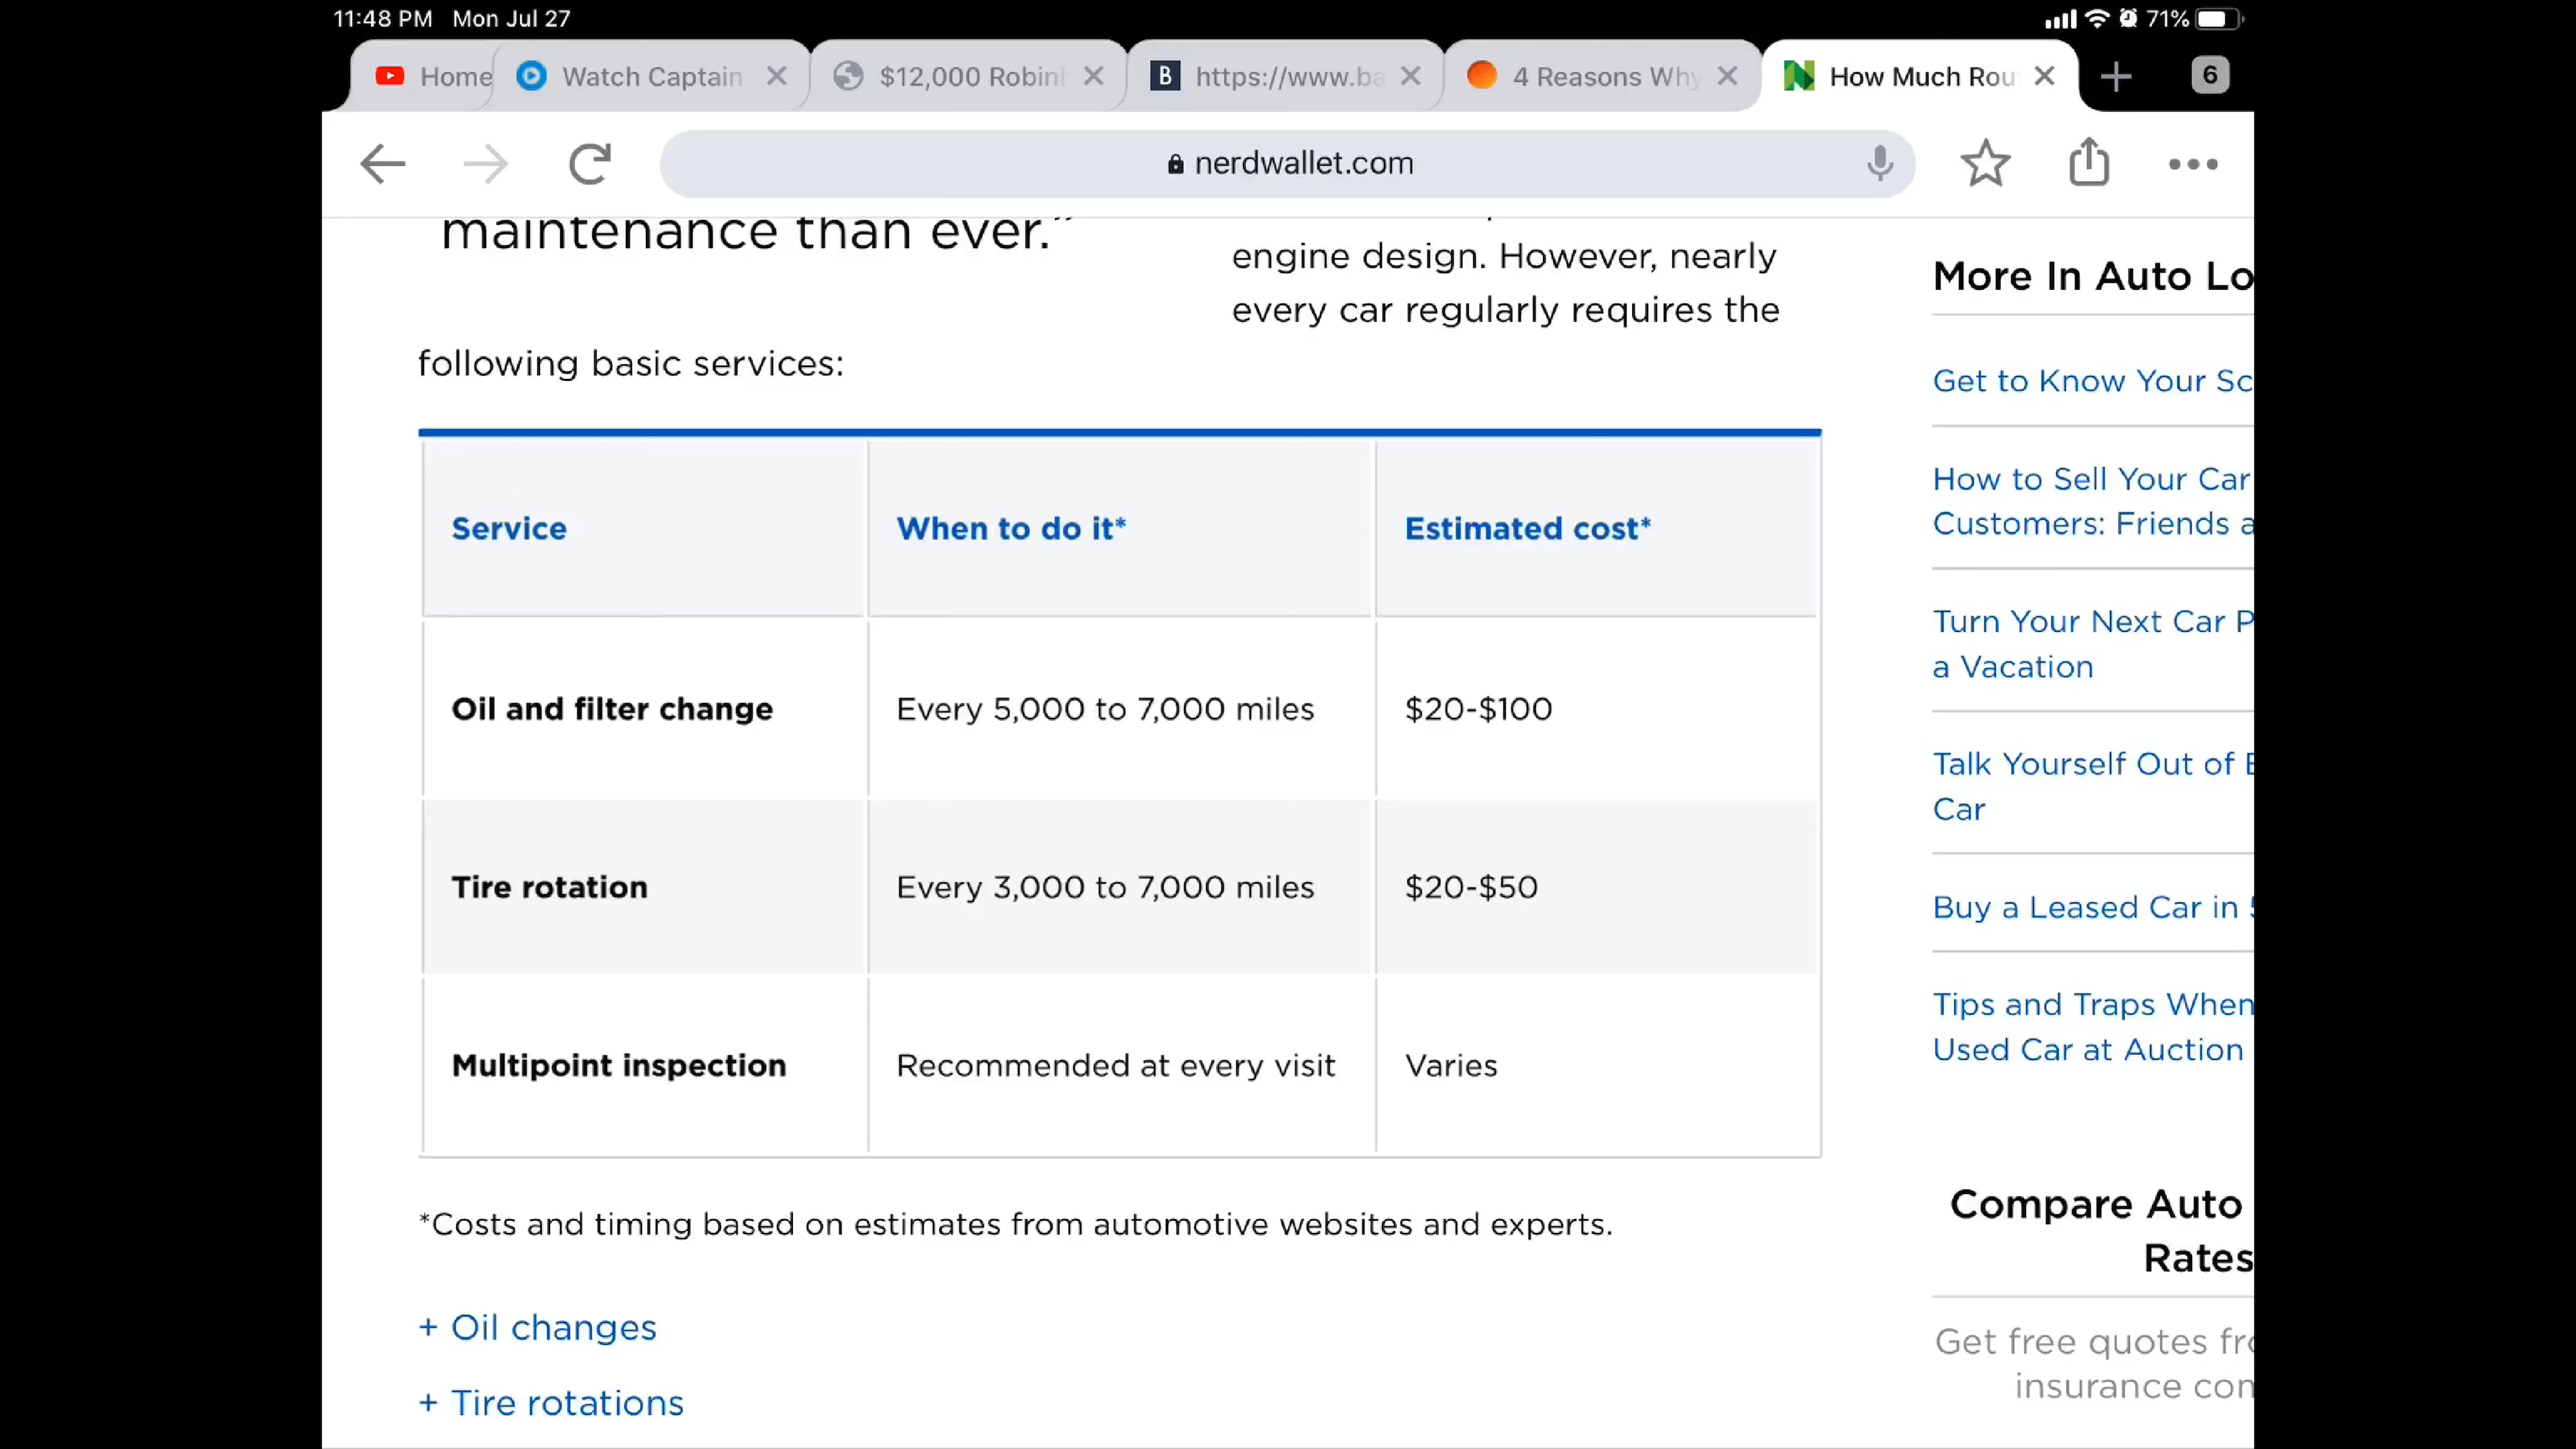 11:48 PM Mon Jul 27
71%
Home
Watch Captain
$12,000 Robin
https://www.ba
4 Reasons Why
How Much Rou
6
nerdwallet.com
maintenance than ever.”
engine design. However, nearly
every car regularly requires the
following basic services:
Service When to do it* Estimated cost*
Oil and filter change Every 5,000 to 7,000 miles $20-$100
Tire rotation Every 3,000 to 7,000 miles $20-$50
Multipoint inspection Recommended at every visit Varies
*Costs and timing based on estimates from automotive websites and experts.
+ Oil changes
+ Tire rotations
More In Auto Lo
Get to Know Your Sc
How to Sell Your Car
Customers: Friends a
Turn Your Next Car P
a Vacation
Talk Yourself Out of
Car
Buy a Leased Car in
Tips and Traps When
Used Car at Auction
Compare Auto
Rates
Get free quotes fro
insurance con